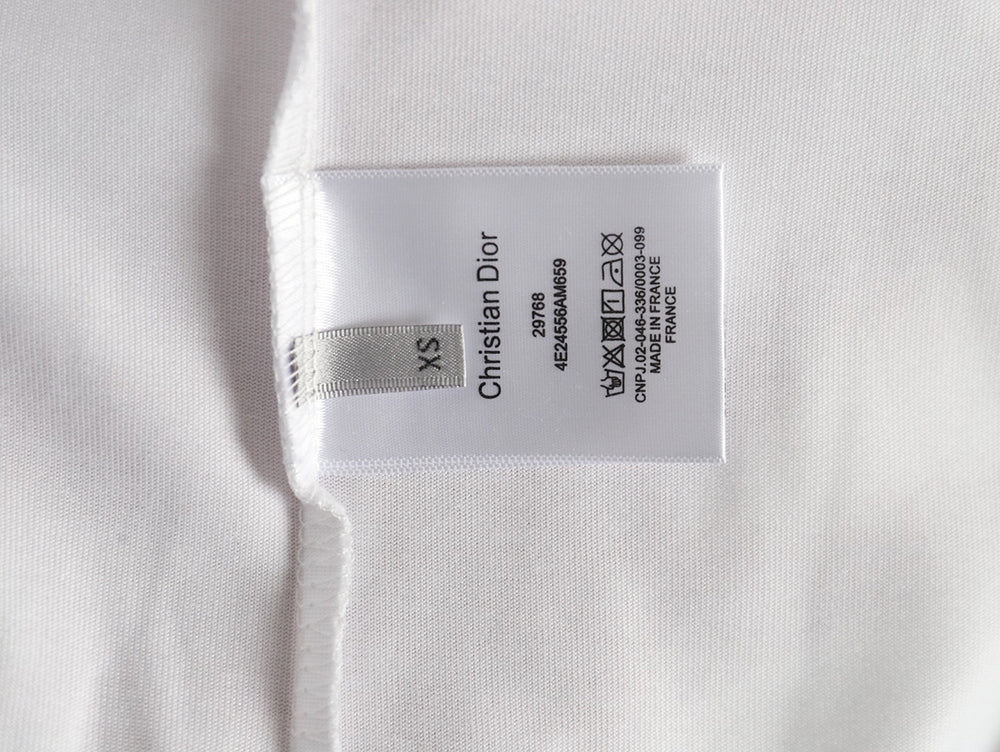 XS
Christian Dior
29768
4E24556AM659
CNPJ.02-046-336/0003-099
MADE IN FRANCE
FRANCE